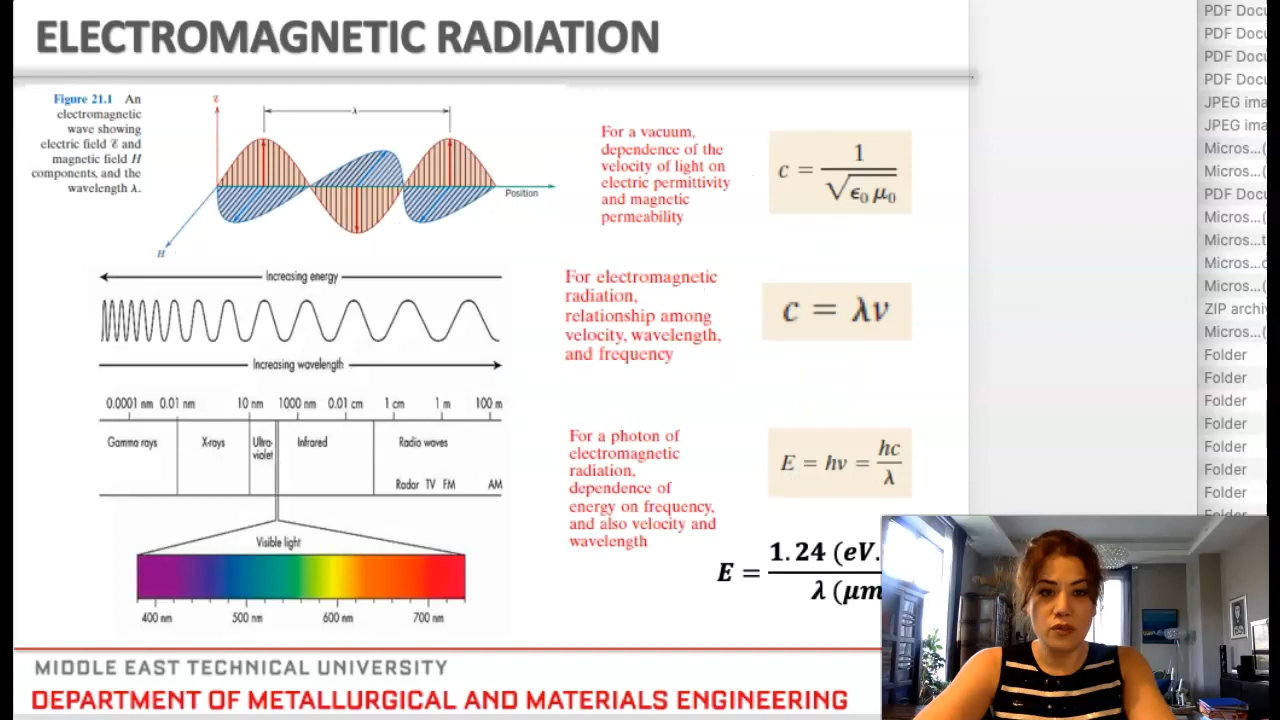 ELECTROMAGNETIC RADIATION
Figure 21.1 An
electromagnetic
wave showing
electric field ℰ and
magnetic field H
components, and the
wavelength λ.
ℰ
λ
Position
H
For a vacuum,
dependence of the
velocity of light on
electric permittivity
and magnetic
permeability
c = 1 / √ϵ₀ μ₀
Increasing energy
Increasing wavelength
For electromagnetic
radiation,
relationship among
velocity, wavelength,
and frequency
c = λν
0.0001 nm 0.01 nm 10 nm 1000 nm 0.01 cm 1 cm 1 m 100 m
Gamma rays X-rays Ultra-
violet Infrared Radio waves
Radar TV FM AM
Visible light
400 nm 500 nm 600 nm 700 nm
For a photon of
electromagnetic
radiation,
dependence of
energy on frequency,
and also velocity and
wavelength
E = hν = hc / λ
E = 1.24 (eV. / λ (μm
MIDDLE EAST TECHNICAL UNIVERSITY
DEPARTMENT OF METALLURGICAL AND MATERIALS ENGINEERING
PDF Docu
PDF Docu
PDF Docu
PDF Docu
JPEG ima
JPEG ima
Micros...(
Micros...(
PDF Docu
Micros...(
Micros...t
Micros...c
Micros...(
ZIP archi
Micros...(
Folder
Folder
Folder
Folder
Folder
Folder
Folder